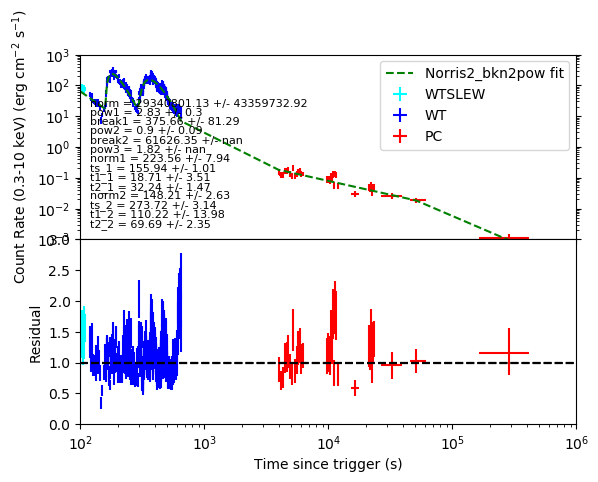 Norris2_bkn2pow fit
WTSLEW
WT
PC
norm = 29340801.13 +/- 43359732.92
pow1 = 2.83 +/- 0.3
break1 = 375.66 +/- 81.29
pow2 = 0.9 +/- 0.09
break2 = 61626.35 +/- nan
pow3 = 1.82 +/- nan
norm1 = 223.56 +/- 7.94
ts_1 = 155.94 +/- 1.01
t1_1 = 18.71 +/- 3.51
t2_1 = 32.24 +/- 1.47
norm2 = 148.21 +/- 2.63
ts_2 = 273.72 +/- 3.14
t1_2 = 110.22 +/- 13.98
t2_2 = 69.69 +/- 2.35
Count Rate (0.3-10 keV) (erg cm⁻² s⁻¹)
10³
10²
10¹
10⁰
10⁻¹
10⁻²
10⁻³
Residual
3.0
2.5
2.0
1.5
1.0
0.5
0.0
10² 10³ 10⁴ 10⁵ 10⁶
Time since trigger (s)